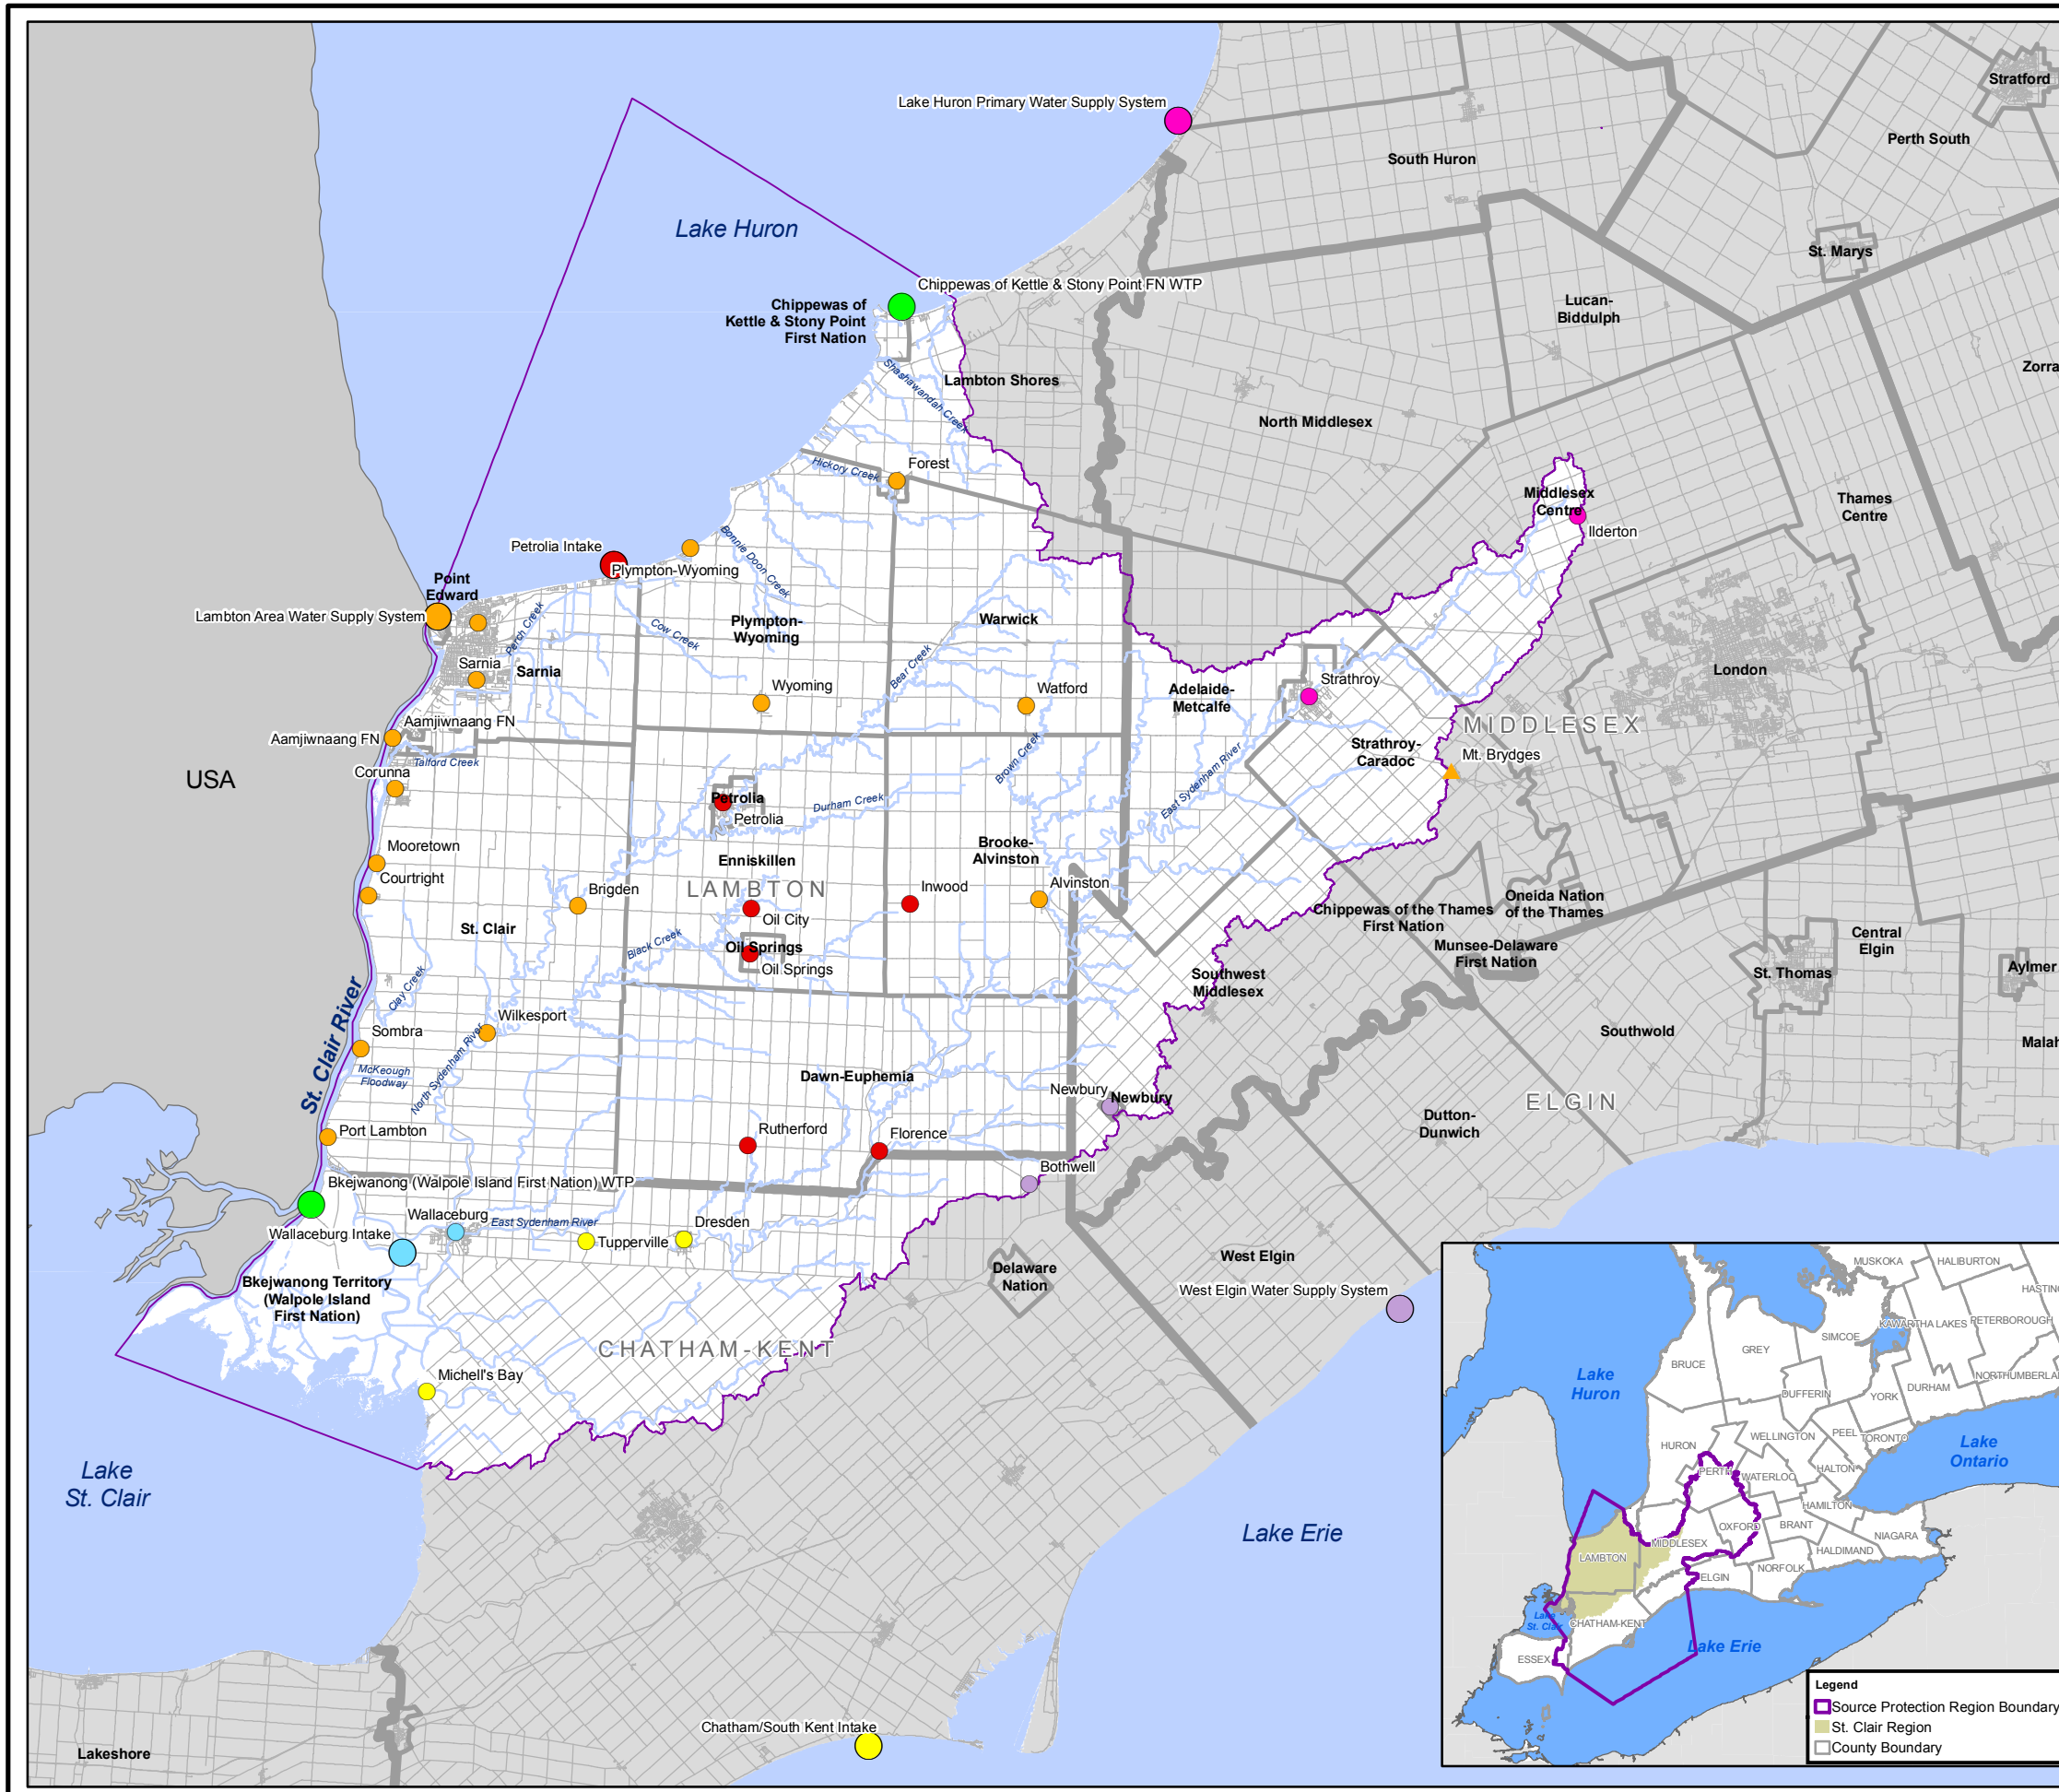 Stratford
Lake Huron Primary Water Supply System
Perth South
South Huron
Lake Huron
St. Marys
Chippewas of Kettle & Stony Point FN WTP
Chippewas of
Kettle & Stony Point
First Nation
Lucan-
Biddulph
Zorra
Shashawandah Creek
Lambton Shores
North Middlesex
Hickory Creek
Forest
Middlesex
Centre
Thames
Centre
Ilderton
Petrolia Intake
Plympton-Wyoming
Bonnie Doon Creek
Point
Edward
Lambton Area Water Supply System
Perch Creek
Cow Creek
Plympton-
Wyoming
Warwick
Sarnia
Sarnia
Bear Creek
London
Wyoming
Watford
Adelaide-
Metcalfe
Strathroy
MIDDLESEX
Aamjiwnaang FN
Aamjiwnaang FN
Talford Creek
Strathroy-
Caradoc
Mt. Brydges
USA
Corunna
Brown Creek
East Sydenham River
Petrolia
Petrolia
Durham Creek
Mooretown
Courtright
Enniskillen
Brooke-
Alvinston
LAMBTON
Brigden
Inwood
Alvinston
Oil City
Oneida Nation
of the Thames
Chippewas of the Thames
First Nation
St. Clair
Black Creek
Oil Springs
Oil Springs
Munsee-Delaware
First Nation
Central
Elgin
St. Thomas
Aylmer
Southwest
Middlesex
Clay Creek
St. Clair River
Wilkesport
Sombra
Southwold
Malah
McKeough
Floodway
North Sydenham River
Dawn-Euphemia
Newbury
Newbury
ELGIN
Dutton-
Dunwich
Port Lambton
Rutherford
Florence
Bothwell
Bkejwanong (Walpole Island First Nation) WTP
Wallaceburg
East Sydenham River
Dresden
Wallaceburg Intake
Tupperville
West Elgin
Delaware
Nation
Bkejwanong Territory
(Walpole Island
First Nation)
West Elgin Water Supply System
CHATHAM-KENT
Michell's Bay
Lake
St. Clair
Lake Erie
Chatham/South Kent Intake
Lakeshore
MUSKOKA
HALIBURTON
HASTING
KAWARTHA LAKES
PETERBOROUGH
SIMCOE
GREY
BRUCE
Lake
Huron
DUFFERIN
YORK
DURHAM
NORTHUMBERLA
HURON
WELLINGTON
PEEL
TORONTO
Lake
Ontario
PERTH
WATERLOO
HALTON
HAMILTON
OXFORD
BRANT
NIAGARA
LAMBTON
MIDDLESEX
HALDIMAND
NORFOLK
ELGIN
Lake
St. Clair
CHATHAM-KENT
Lake Erie
ESSEX
Legend
Source Protection Region Boundary
St. Clair Region
County Boundary